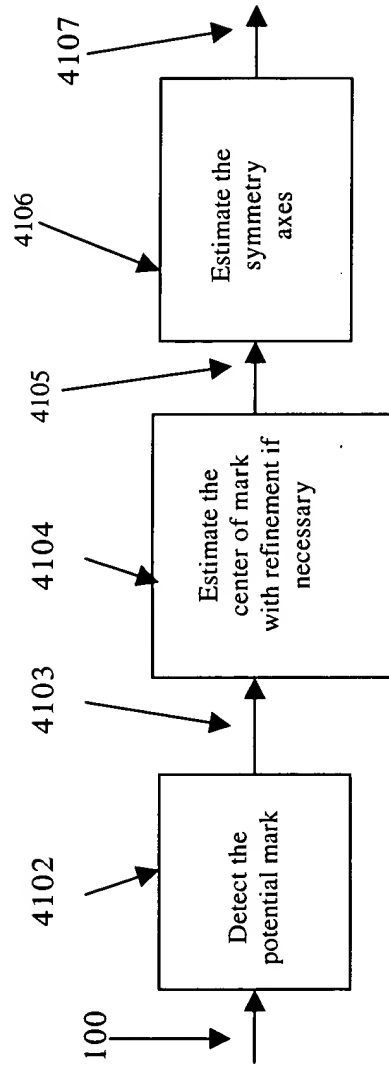 100
4102
Detect the
potential mark
4103
4104
Estimate the
center of mark
with refinement if
necessary
4105
4106
Estimate the
symmetry
axes
4107